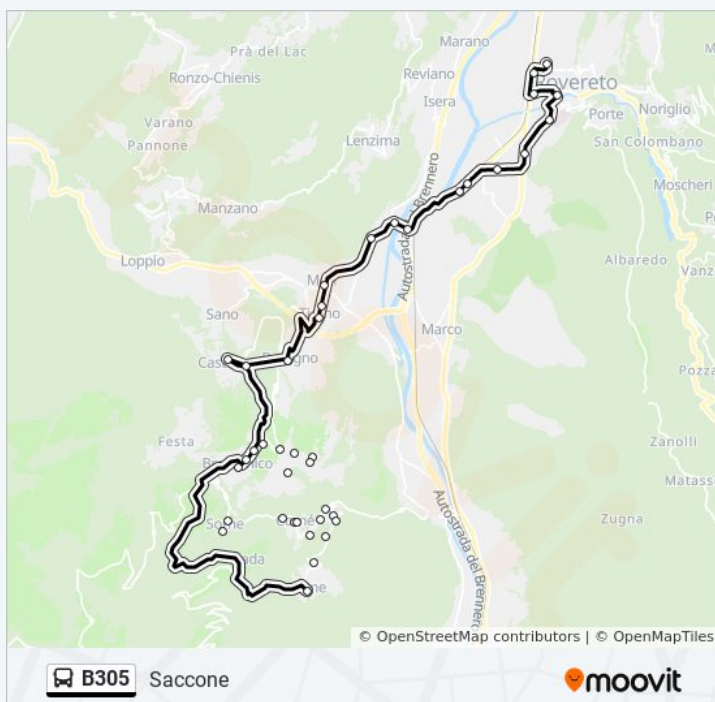 Marano
Prà del Lac
Reviano
Ronzo-Chienis
Isera
Rovereto
Noriglio
Varano
Porte
Pannone
Lenzima
San Colombano
Moscheri
Manzano
Autostrada del Brennero
Albaredo
Loppio
Sano
Marco
Festa
Zanolli
Zugna
Autostrada del Brennero
© OpenStreetMap contributors | © OpenMapTiles
B305 Saccone
moovit